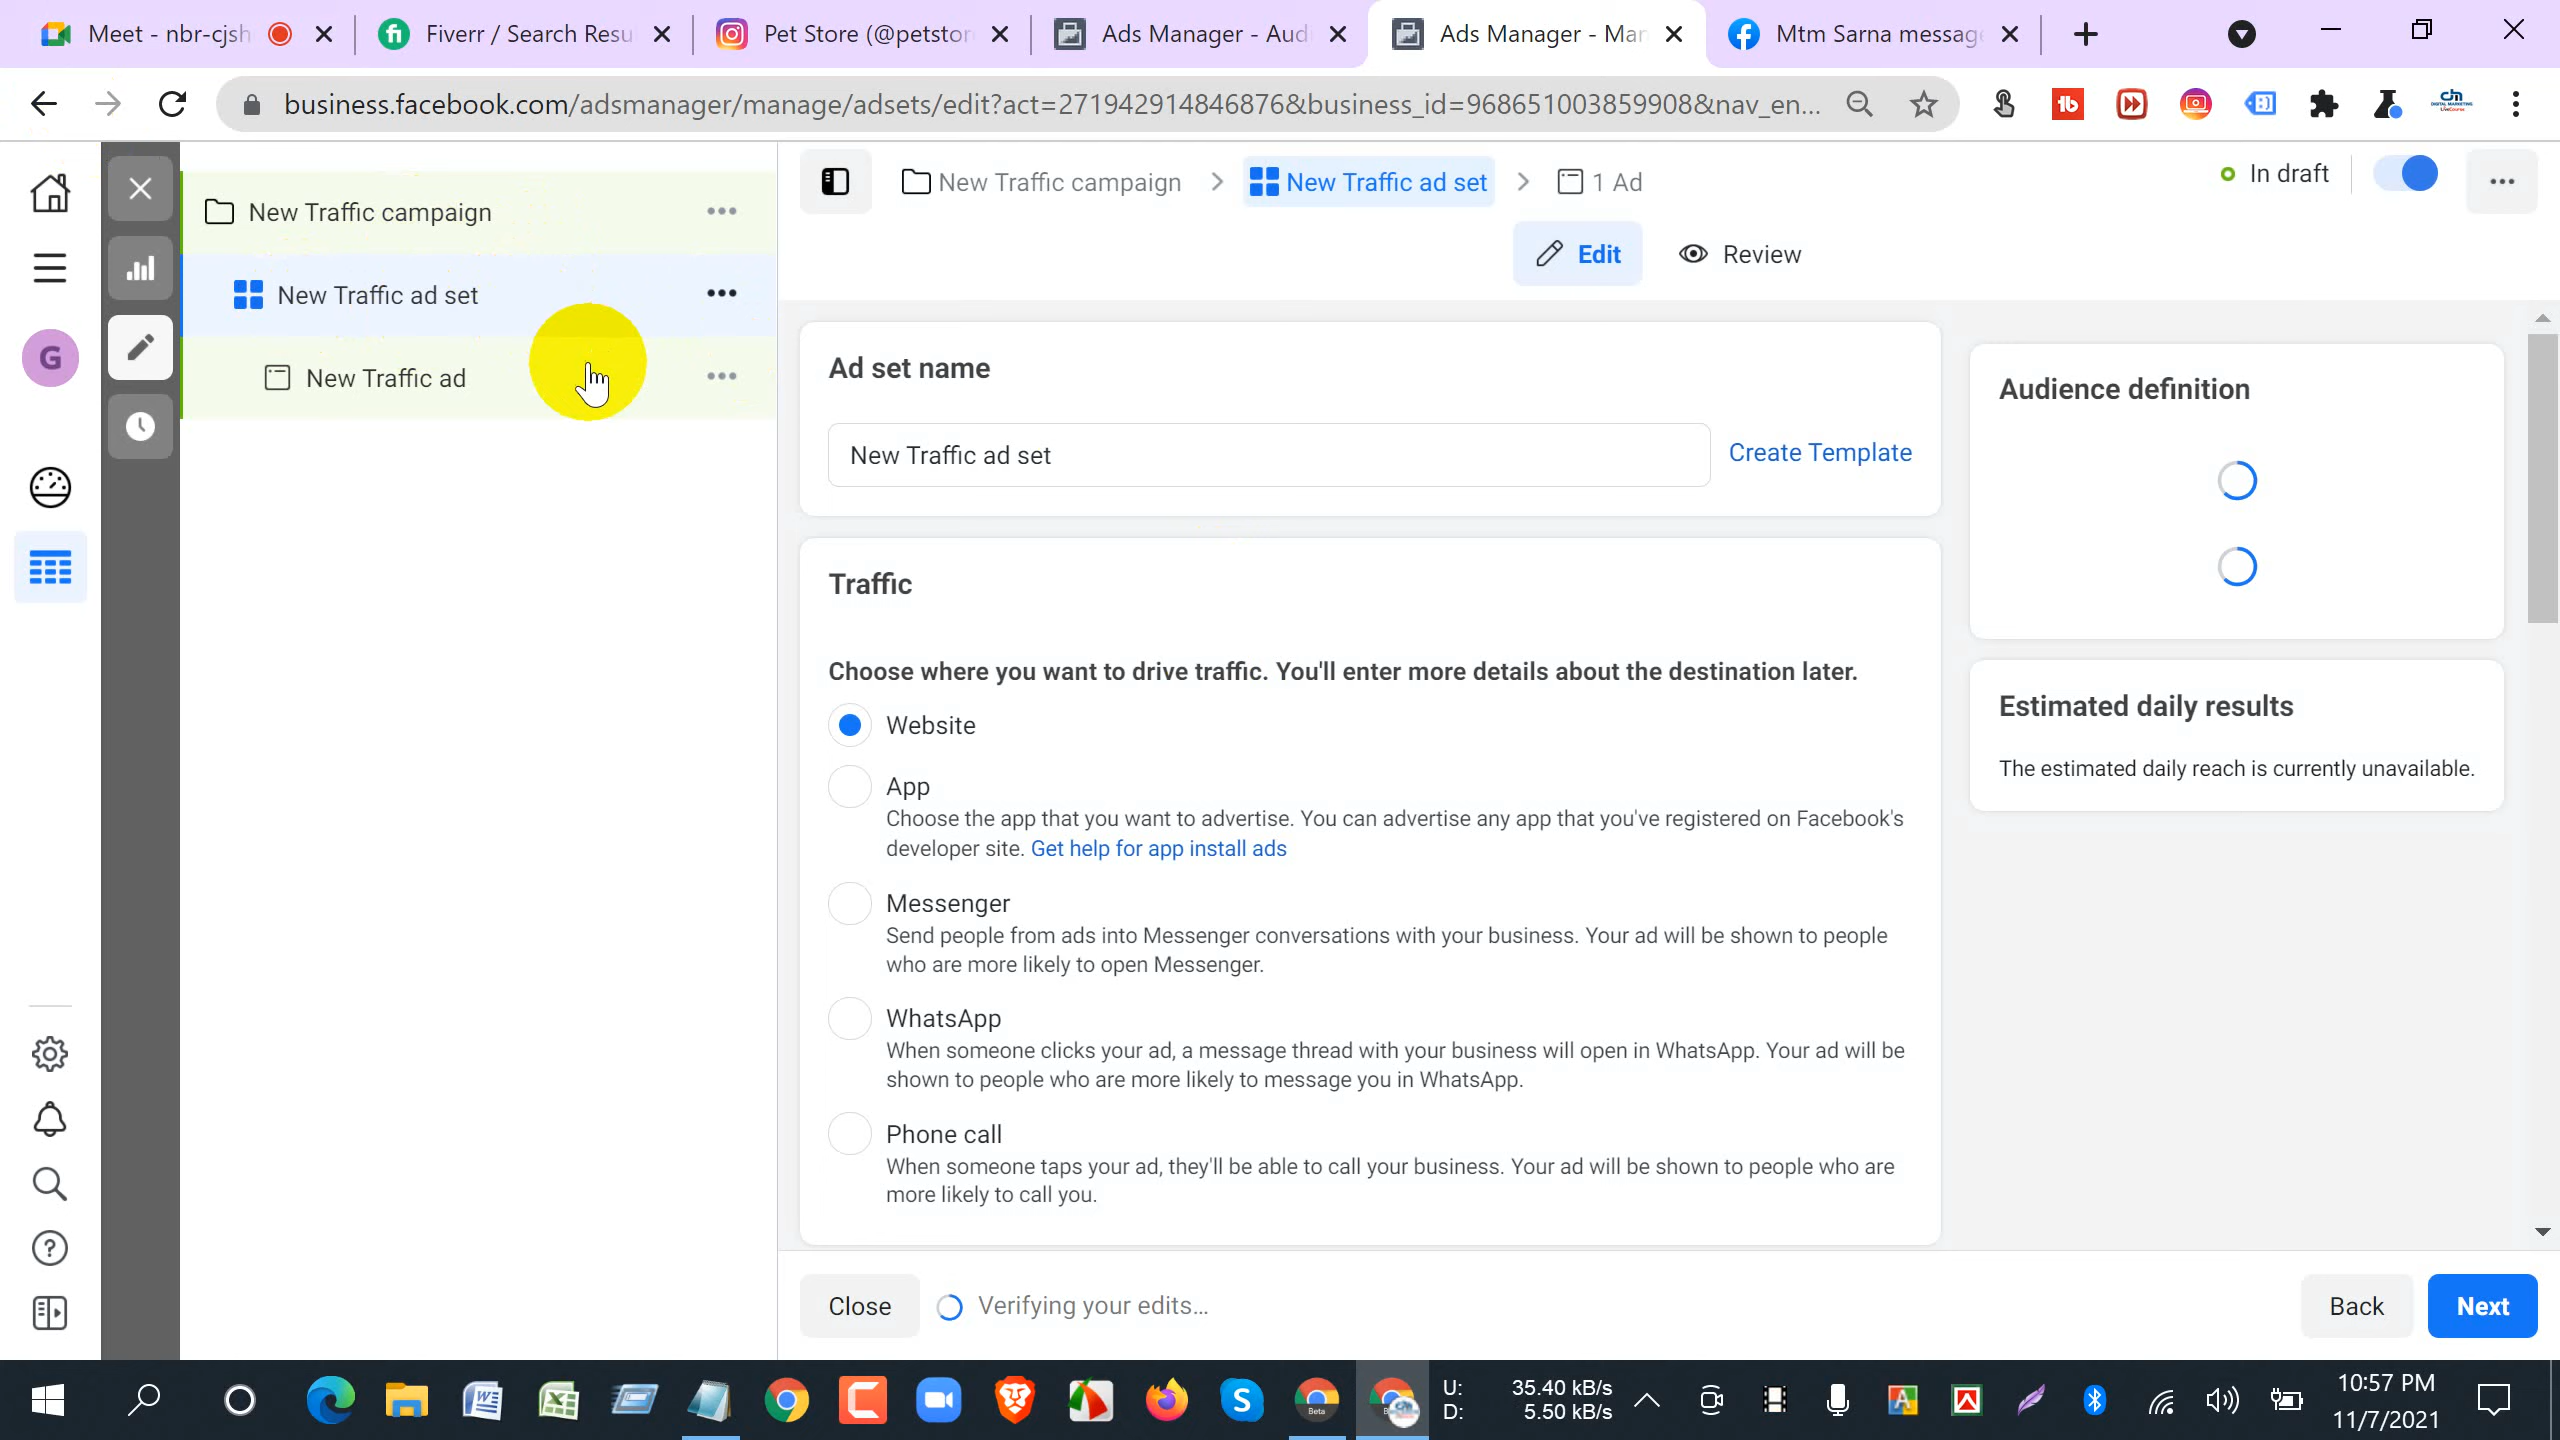 Meet - nbr-cjsh
Fiverr / Search Resu
Pet Store (@petstor
Ads Manager - Aud
Ads Manager - Mar
Mtm Sarna messag
business.facebook.com/adsmanager/manage/adsets/edit?act=271942914846876&business_id=968651003859908&nav_en...
New Traffic campaign
New Traffic ad set
New Traffic ad
G
New Traffic campaign
New Traffic ad set
1 Ad
In draft
Edit
Review
Ad set name
New Traffic ad set
Create Template
Traffic
Choose where you want to drive traffic. You'll enter more details about the destination later.
Website
App
Choose the app that you want to advertise. You can advertise any app that you've registered on Facebook's
developer site. Get help for app install ads
Messenger
Send people from ads into Messenger conversations with your business. Your ad will be shown to people
who are more likely to open Messenger.
WhatsApp
When someone clicks your ad, a message thread with your business will open in WhatsApp. Your ad will be
shown to people who are more likely to message you in WhatsApp.
Phone call
When someone taps your ad, they'll be able to call your business. Your ad will be shown to people who are
more likely to call you.
Audience definition
Estimated daily results
The estimated daily reach is currently unavailable.
Close
Verifying your edits...
Back
Next
U: 35.40 kB/s
D: 5.50 kB/s
10:57 PM
11/7/2021